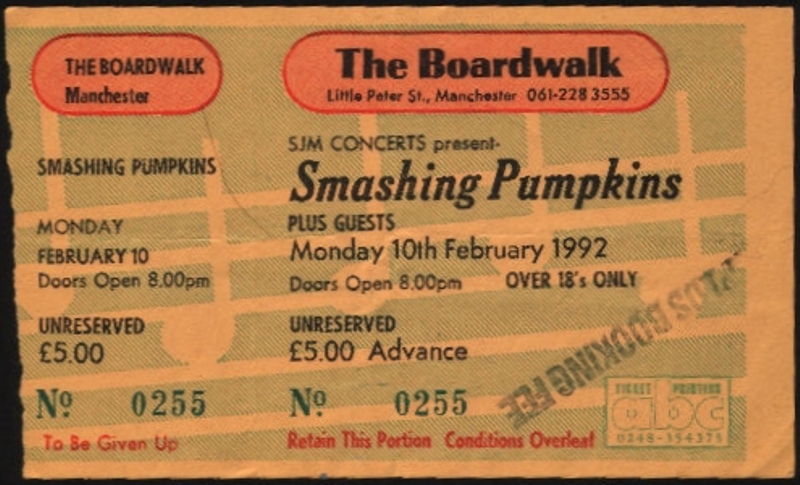 THE BOARDWALK
Manchester
SMASHING PUMPKINS
MONDAY
FEBRUARY 10
Doors Open 8.00pm
UNRESERVED
£5.00
Nº 0255
To Be Given Up
The Boardwalk
Little Peter St., Manchester 061-228 3555
SJM CONCERTS present-
Smashing Pumpkins
PLUS GUESTS
Monday 10th February 1992
Doors Open 8.00pm OVER 18's ONLY
UNRESERVED
£5.00 Advance
Nº 0255
Retain This Portion Conditions Overleaf
PLUS BOOKING FEE
TICKET PRINTING
abc